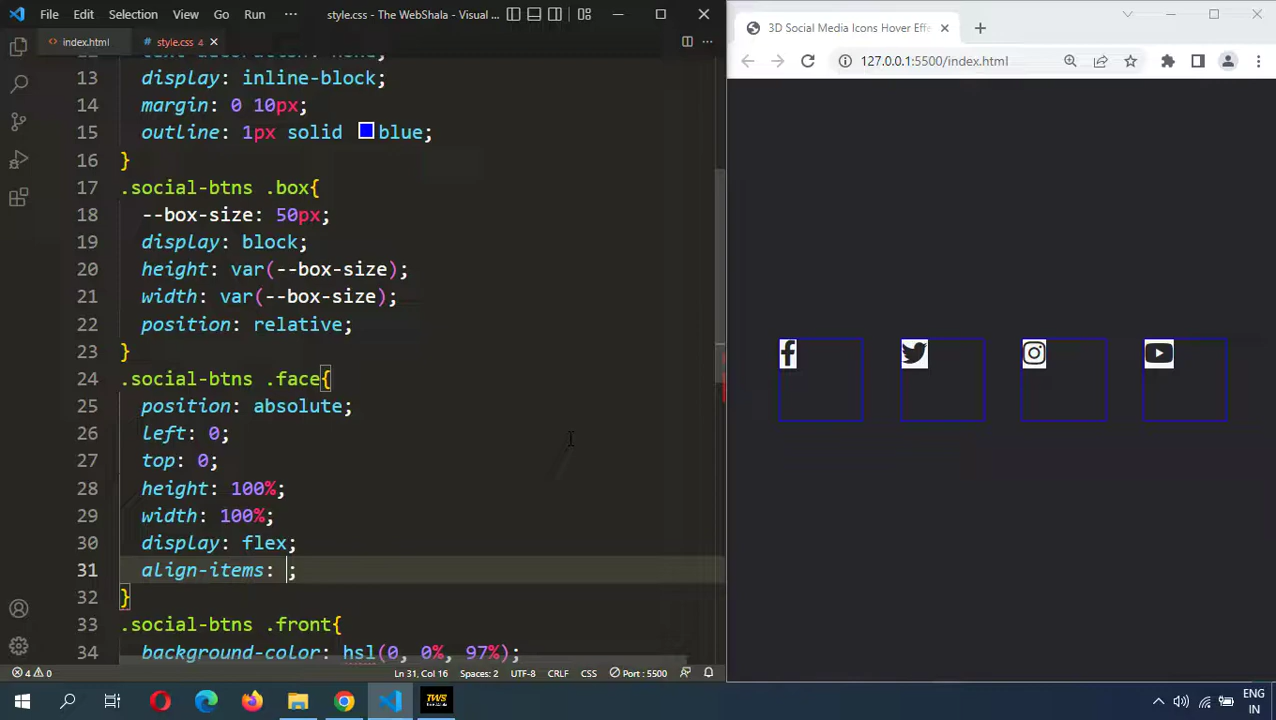 File Edit Selection View Go Run ··· style.css - The WebShala - Visual ...
index.html style.css 4
13 display: inline-block;
14 margin: 0 10px;
15 outline: 1px solid blue;
16 }
17 .social-btns .box{
18 --box-size: 50px;
19 display: block;
20 height: var(--box-size);
21 width: var(--box-size);
22 position: relative;
23 }
24 .social-btns .face{
25 position: absolute;
26 left: 0;
27 top: 0;
28 height: 100%;
29 width: 100%;
30 display: flex;
31 align-items: ;
32 }
33 .social-btns .front{
34 background-color: hsl(0, 0%, 97%);
4 0 Ln 31, Col 16 Spaces: 2 UTF-8 CRLF CSS Port : 5500
3D Social Media Icons Hover Effe
127.0.0.1:5500/index.html
TWS
ENG
IN